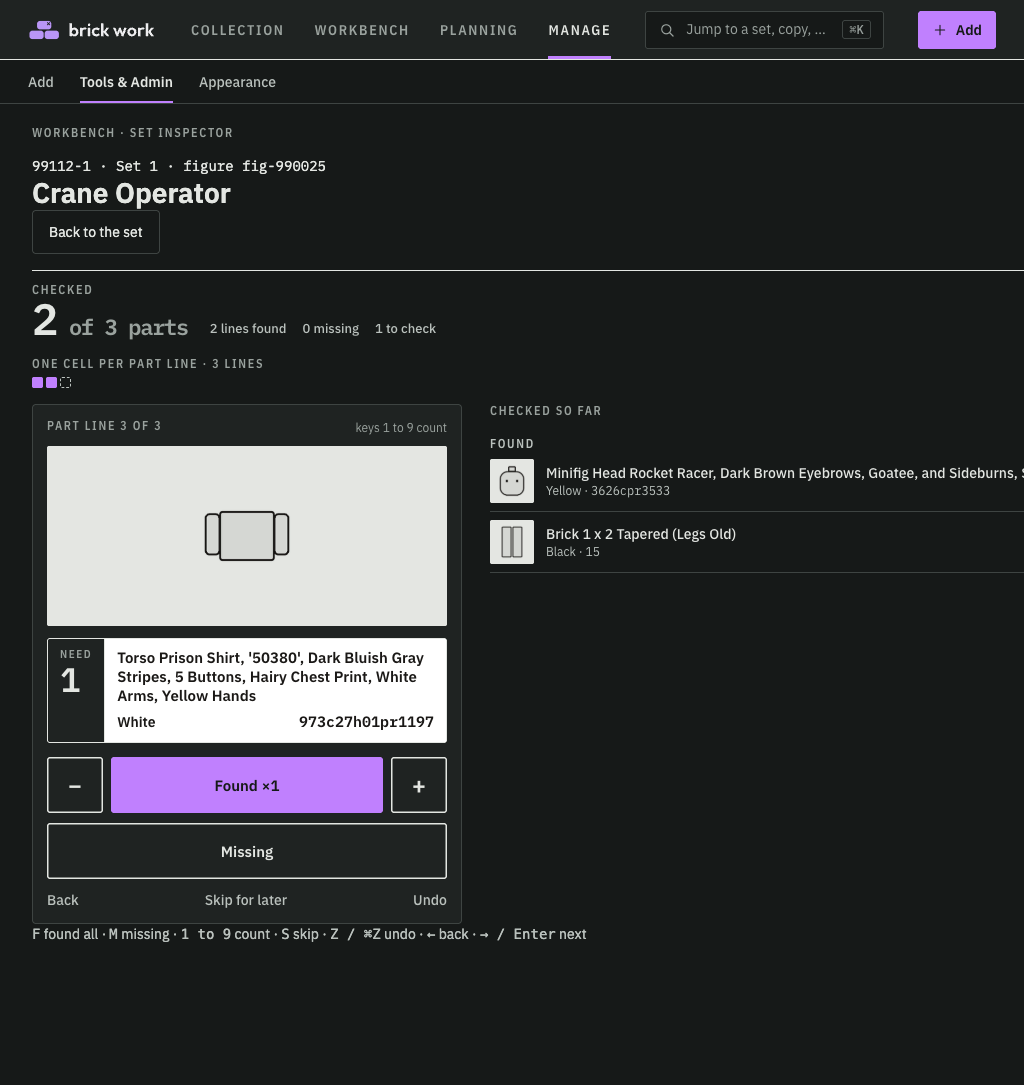 brick work
COLLECTION
WORKBENCH
PLANNING
MANAGE
Jump to a set, copy, ...
⌘K
+ Add
Add
Tools & Admin
Appearance
WORKBENCH · SET INSPECTOR
99112-1 · Set 1 · figure fig-990025
Crane Operator
Back to the set
CHECKED
2 of 3 parts
2 lines found
0 missing
1 to check
ONE CELL PER PART LINE · 3 LINES
PART LINE 3 OF 3
keys 1 to 9 count
NEED
1
Torso Prison Shirt, '50380', Dark Bluish Gray
Stripes, 5 Buttons, Hairy Chest Print, White
Arms, Yellow Hands
White
973c27h01pr1197
−
Found ×1
+
Missing
Back
Skip for later
Undo
CHECKED SO FAR
FOUND
Minifig Head Rocket Racer, Dark Brown Eyebrows, Goatee, and Sideburns,
Yellow · 3626cpr3533
Brick 1 x 2 Tapered (Legs Old)
Black · 15
F found all · M missing · 1 to 9 count · S skip · Z / ⌘Z undo · ← back · → / Enter next